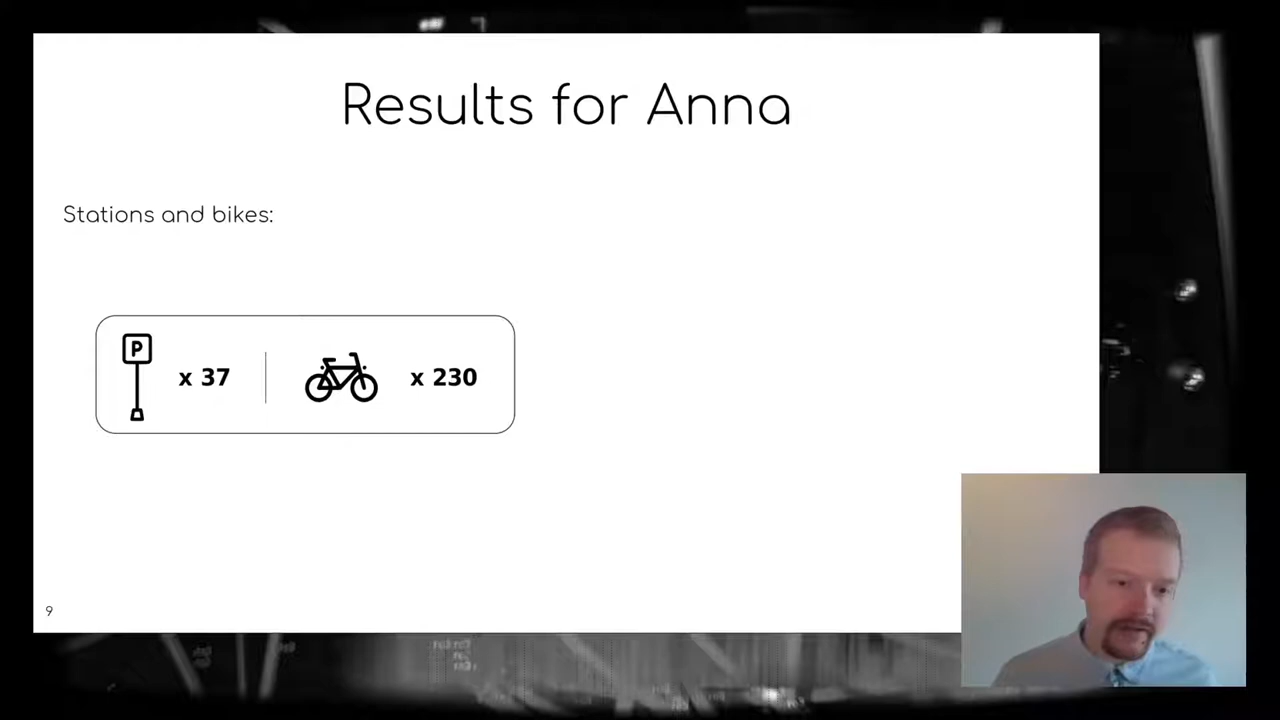 Results for Anna
Stations and bikes:
P
x 37
x 230
9